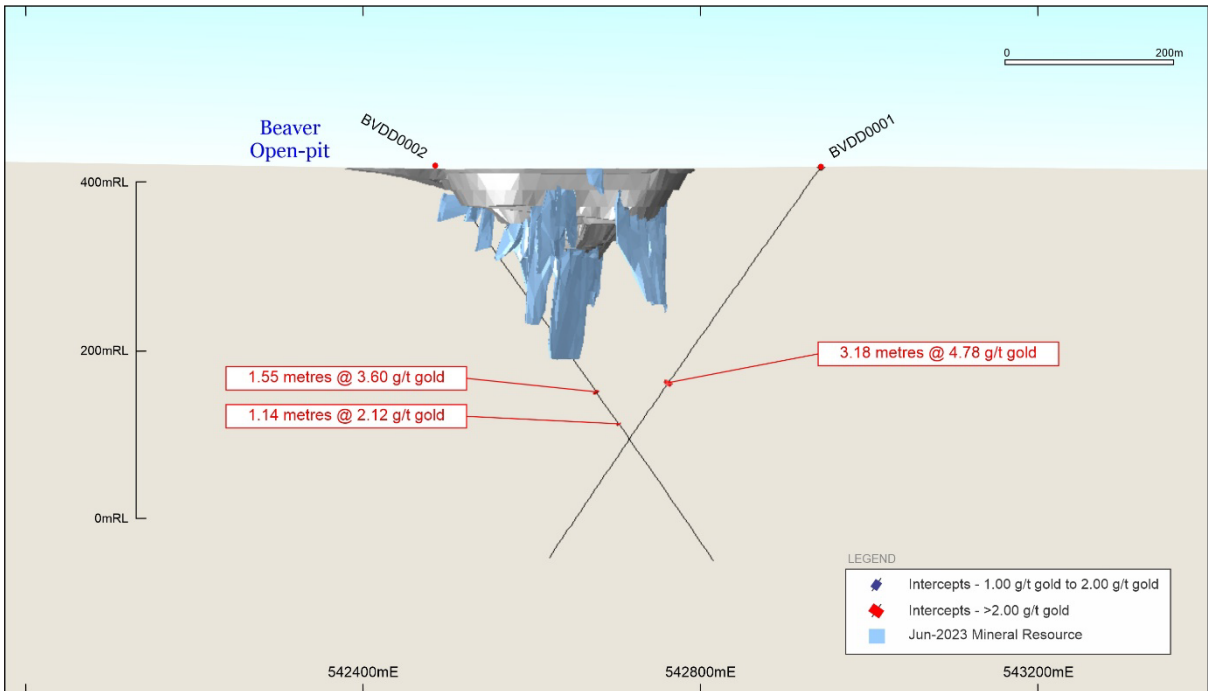 0
200m
BVDD0002
BVDD0001
Beaver
Open-pit
400mRL
200mRL
0mRL
3.18 metres @ 4.78 g/t gold
1.55 metres @ 3.60 g/t gold
1.14 metres @ 2.12 g/t gold
LEGEND
Intercepts - 1.00 g/t gold to 2.00 g/t gold
Intercepts - >2.00 g/t gold
Jun-2023 Mineral Resource
542400mE
542800mE
543200mE